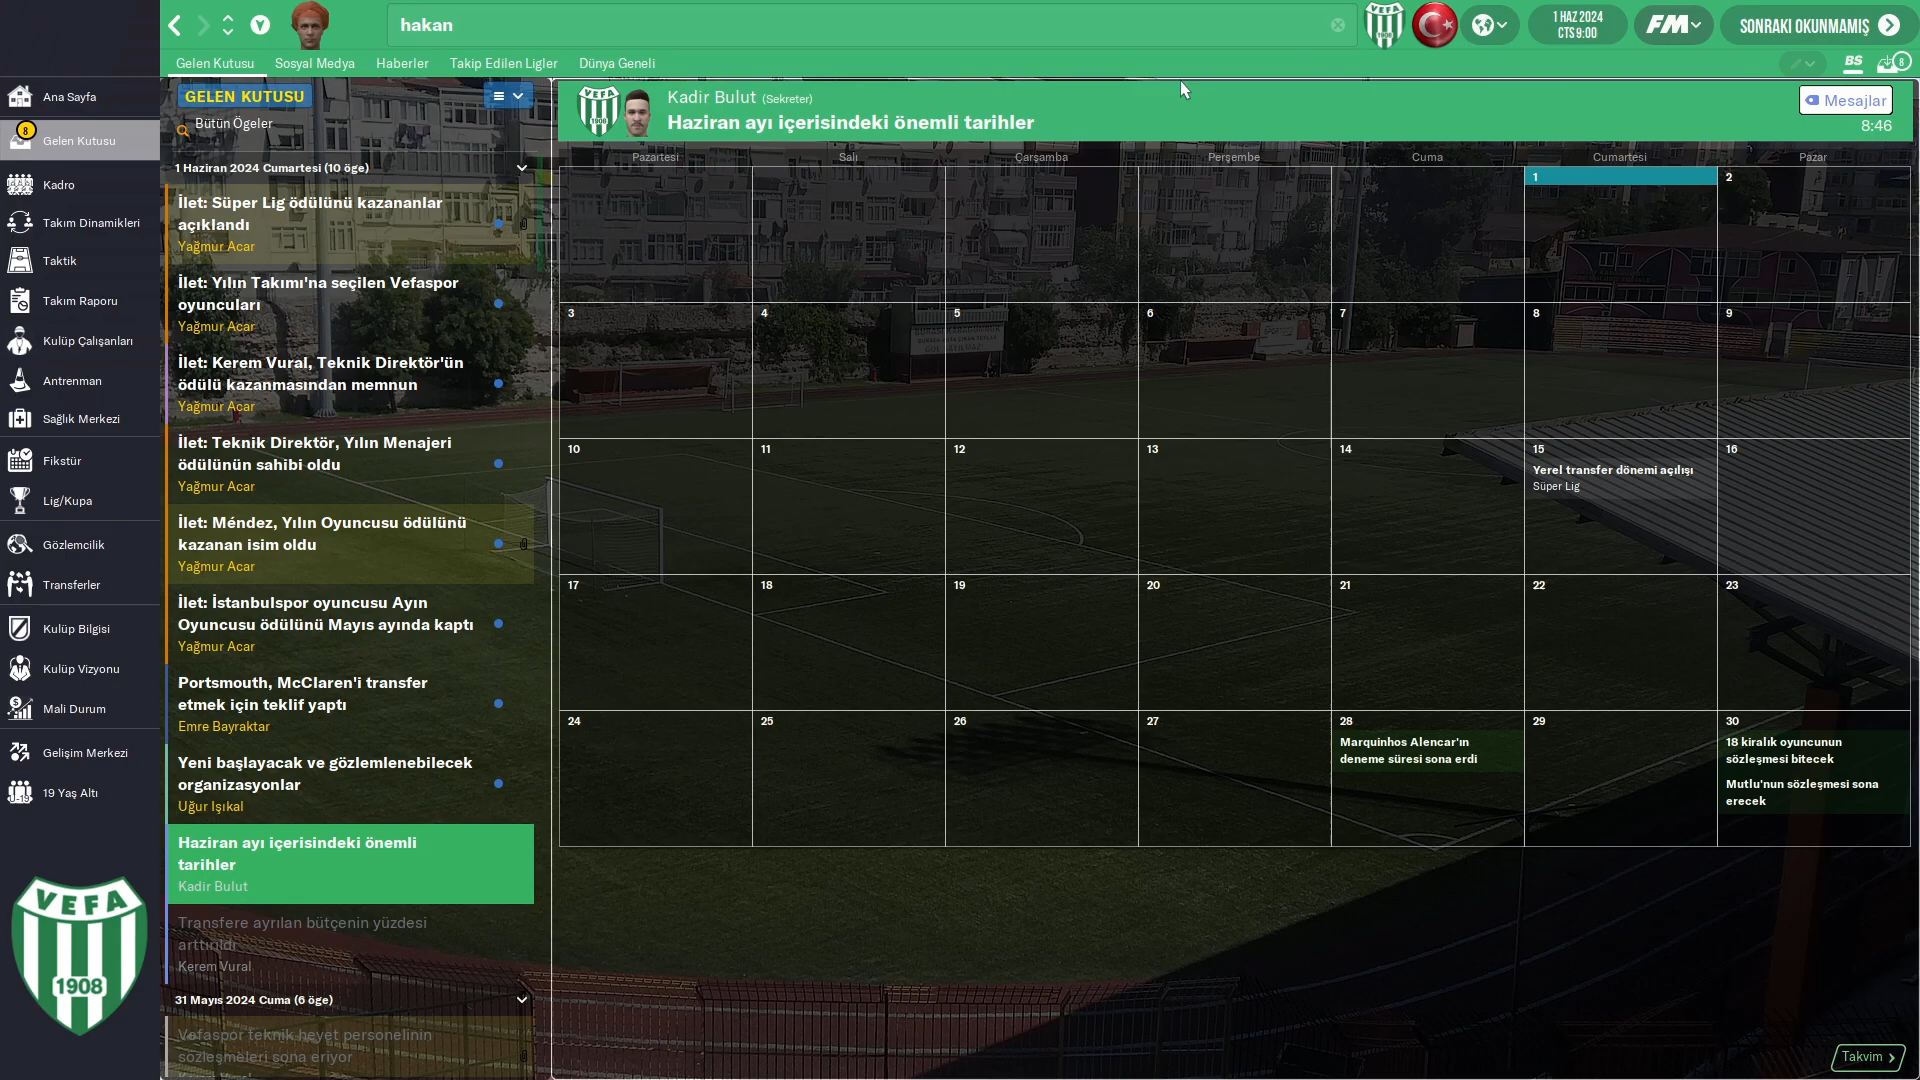 hakan
1 HAZ 2024
CTS 9:00
FM
SONRAKI OKUNMAMIŞ
Gelen Kutusu
Sosyal Medya
Haberler
Takip Edilen Ligler
Dünya Geneli
BS
8
Ana Sayfa
8
Gelen Kutusu
Kadro
Takım Dinamikleri
Taktik
Takım Raporu
Kulüp Çalışanları
Antrenman
Sağlık Merkezi
Fikstür
Lig/Kupa
Gözlemcilik
Transferler
Kulüp Bilgisi
Kulüp Vizyonu
Mali Durum
Gelişim Merkezi
19 Yaş Altı
VEFA
1908
GELEN KUTUSU
Bütün Ögeler
1 Haziran 2024 Cumartesi (10 öge)
İlet: Süper Lig ödülünü kazananlar
açıklandı
Yağmur Acar
İlet: Yılın Takımı'na seçilen Vefaspor
oyuncuları
Yağmur Acar
İlet: Kerem Vural, Teknik Direktör'ün
ödülü kazanmasından memnun
Yağmur Acar
İlet: Teknik Direktör, Yılın Menajeri
ödülünün sahibi oldu
Yağmur Acar
İlet: Méndez, Yılın Oyuncusu ödülünü
kazanan isim oldu
Yağmur Acar
İlet: İstanbulspor oyuncusu Ayın
Oyuncusu ödülünü Mayıs ayında kaptı
Yağmur Acar
Portsmouth, McClaren'i transfer
etmek için teklif yaptı
Emre Bayraktar
Yeni başlayacak ve gözlemlenebilecek
organizasyonlar
Uğur Işıkal
Haziran ayı içerisindeki önemli
tarihler
Kadir Bulut
Transfere ayrılan bütçenin yüzdesi
arttırıldı
Kerem Vural
31 Mayıs 2024 Cuma (6 öge)
Vefaspor teknik heyet personelinin
sözleşmeleri sona eriyor
Kadir Bulut (Sekreter)
Haziran ayı içerisindeki önemli tarihler
Mesajlar
8:46
Pazartesi
Salı
Çarşamba
Perşembe
Cuma
Cumartesi
Pazar
1
2
3
4
5
6
7
8
9
10
11
12
13
14
15
Yerel transfer dönemi açılışı
Süper Lig
16
17
18
19
20
21
22
23
24
25
26
27
28
Marquinhos Alencar'ın
deneme süresi sona erdi
29
30
18 kiralık oyuncunun
sözleşmesi bitecek
Mutlu'nun sözleşmesi sona
erecek
Takvim